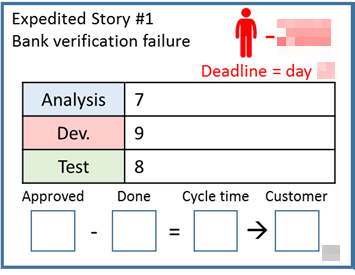 Expedited Story #1
Bank verification failure
-
Deadline = day
Analysis 7
Dev. 9
Test 8
Approved Done Cycle time Customer
- = →